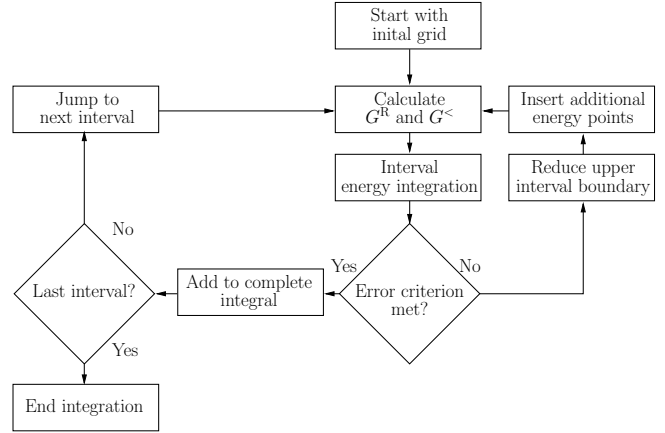 Start with
inital grid
Jump to
next interval
Calculate
G^R and G^<
Insert additional
energy points
Interval
energy integration
Reduce upper
interval boundary
No
Yes
No
Last interval?
Add to complete
integral
Error criterion
met?
Yes
End integration